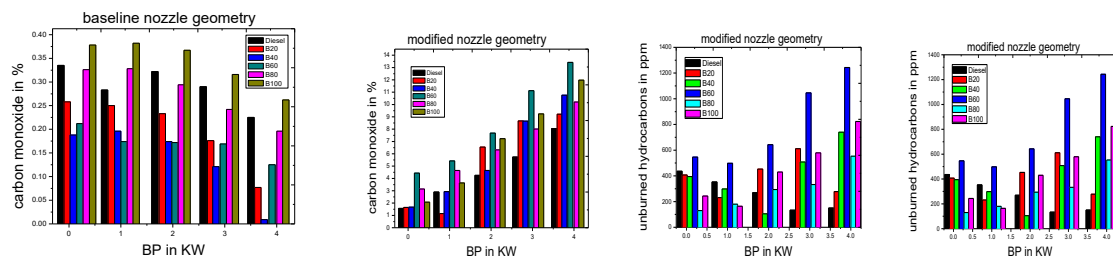 baseline nozzle geometry
carbon monoxide in %
0.40
0.35
0.30
0.25
0.20
0.15
0.10
0.05
0.00
Diesel
B20
B40
B60
B80
B100
0 1 2 3 4
BP in KW
modified nozzle geometry
carbon monoxide in %
14
13
12
11
10
9
8
7
6
5
4
3
2
1
0
Diesel
B20
B40
B60
B80
B100
0 1 2 3 4
BP in KW
modified nozzle geometry
unburned hydrocarbons in ppm
1400
1200
1000
800
600
400
200
0
Diesel
B20
B40
B60
B80
B100
0.0 0.5 1.0 1.5 2.0 2.5 3.0 3.5 4.0
BP in KW
modified nozzle geometry
unburned hydrocarbons in ppm
1400
1200
1000
800
600
400
200
0
Diesel
B20
B40
B60
B80
B100
0.0 0.5 1.0 1.5 2.0 2.5 3.0 3.5 4.0
BP in KW